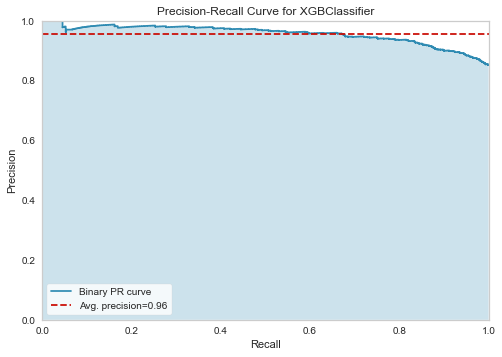 Precision-Recall Curve for XGBClassifier
1.0
0.8
0.6
0.4
0.2
0.0
Precision
Binary PR curve
Avg. precision=0.96
0.0 0.2 0.4 0.6 0.8 1.0
Recall